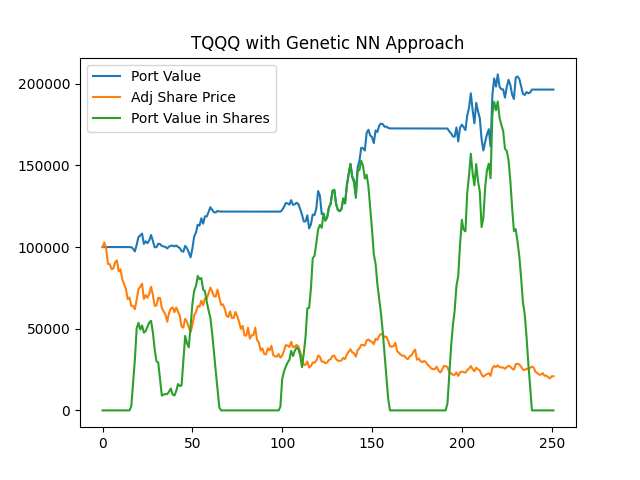 TQQQ with Genetic NN Approach
Port Value
Adj Share Price
Port Value in Shares
200000
150000
100000
50000
0
0 50 100 150 200 250